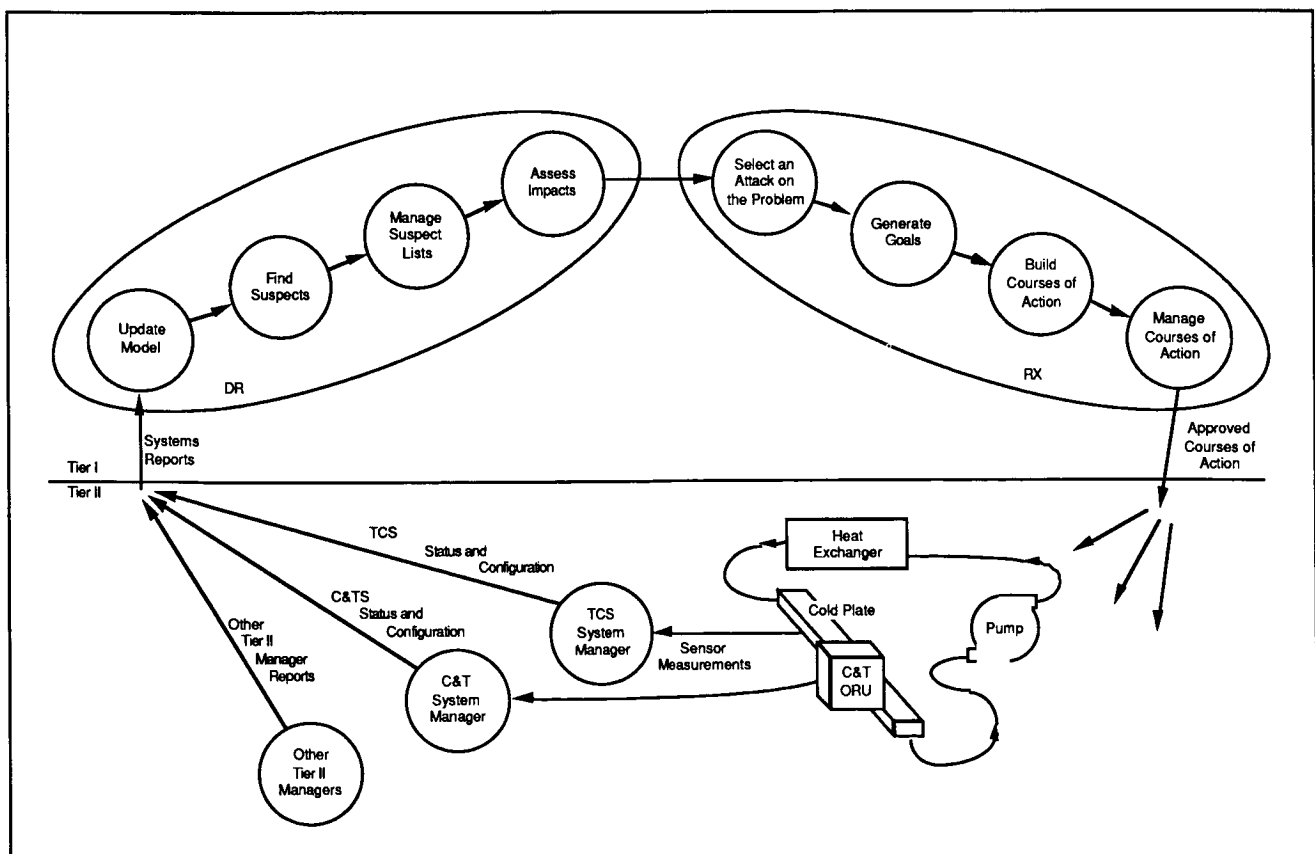 Assess
Impacts
Select an
Attack on
the Problem
Manage
Suspect
Lists
Generate
Goals
Find
Suspects
Build
Courses of
Action
Update
Model
Manage
Courses of
Action
DR
RX
Systems
Reports
Approved
Courses of
Action
Tier I
Tier II
TCS
Status and
Configuration
Heat
Exchanger
C&TS
Status and
Configuration
TCS
System
Manager
Cold Plate
Sensor
Measurements
Pump
C&T
ORU
Other
Tier II
Manager
Reports
C&T
System
Manager
Other
Tier II
Managers